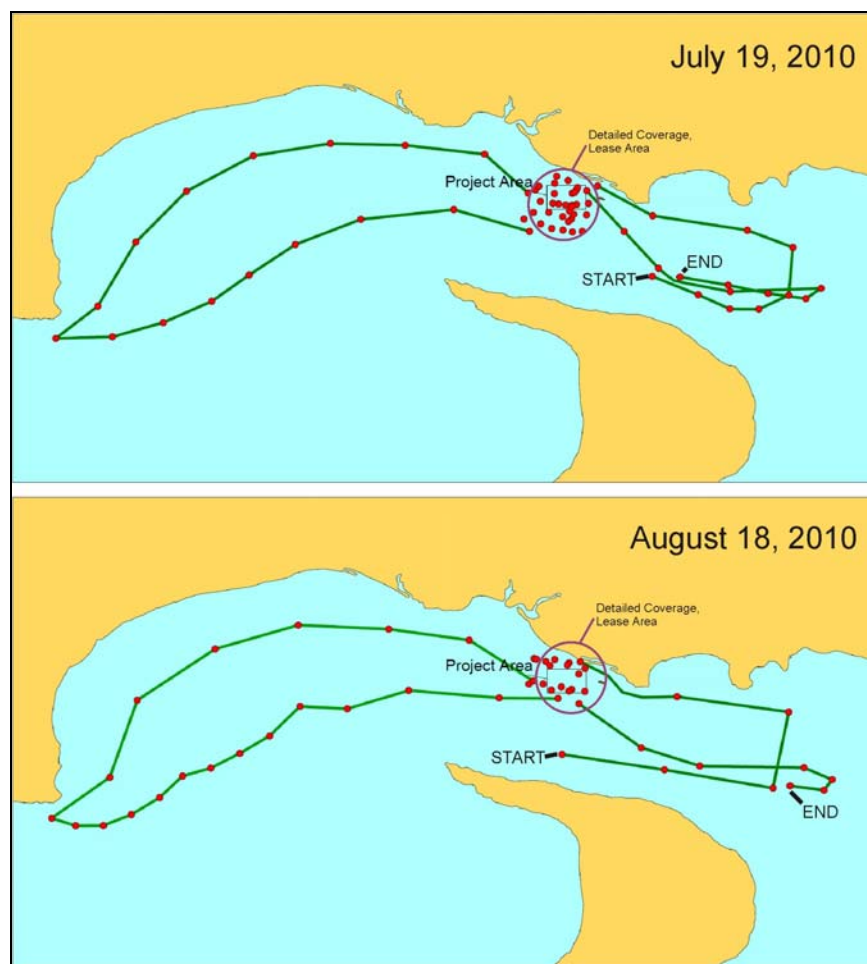 July 19, 2010
Detailed Coverage,
Lease Area
Project Area
END
START
August 18, 2010
Detailed Coverage,
Lease Area
Project Area
START
END